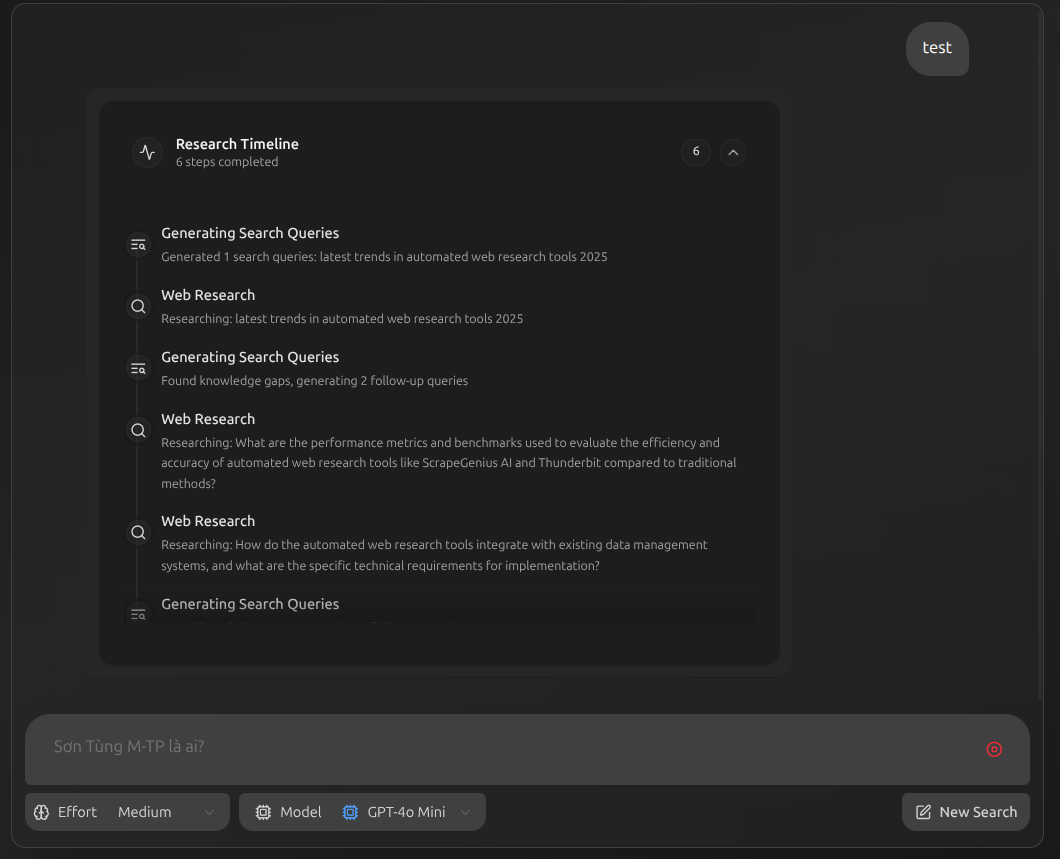 test
Research Timeline
6 steps completed
6
Generating Search Queries
Generated 1 search queries: latest trends in automated web research tools 2025
Web Research
Researching: latest trends in automated web research tools 2025
Generating Search Queries
Found knowledge gaps, generating 2 follow-up queries
Web Research
Researching: What are the performance metrics and benchmarks used to evaluate the efficiency and
accuracy of automated web research tools like ScrapeGenius AI and Thunderbit compared to traditional
methods?
Web Research
Researching: How do the automated web research tools integrate with existing data management
systems, and what are the specific technical requirements for implementation?
Generating Search Queries
Sơn Tùng M-TP là ai?
Effort Medium
Model GPT-4o Mini
New Search